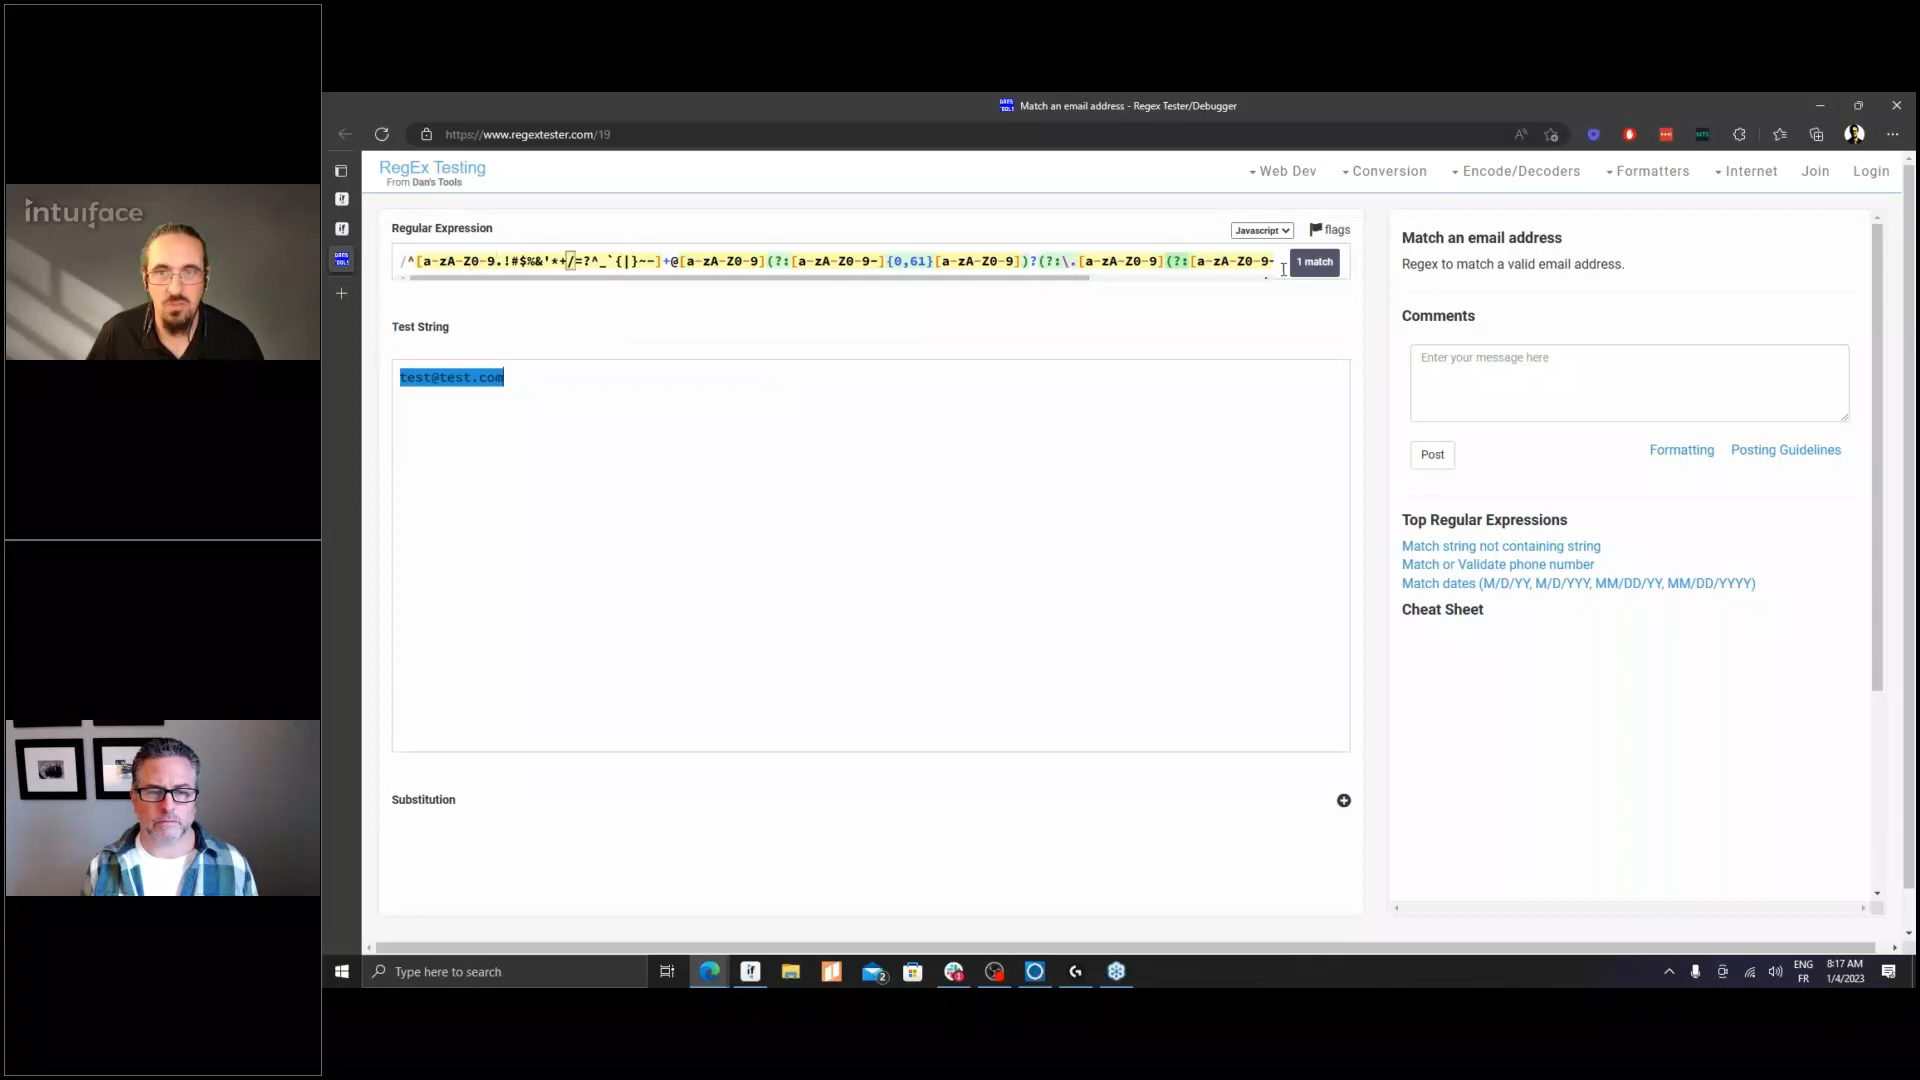 intuıface
Match an email address - Regex Tester/Debugger
https://www.regextester.com/19
RegEx Testing
From Dan's Tools
Web Dev
Conversion
Encode/Decoders
Formatters
Internet
Join
Login
Regular Expression
Javascript
flags
/^[a-zA-Z0-9.!#$%&'*+/=?^_`{|}~-]+@[a-zA-Z0-9](?:[a-zA-Z0-9-]{0,61}[a-zA-Z0-9])?(?:\.[a-zA-Z0-9](?:[a-zA-Z0-9-
1 match
Test String
test@test.com
Substitution
Match an email address
Regex to match a valid email address.
Comments
Enter your message here
Post
Formatting
Posting Guidelines
Top Regular Expressions
Match string not containing string
Match or Validate phone number
Match dates (M/D/YY, M/D/YYY, MM/DD/YY, MM/DD/YYYY)
Cheat Sheet
Type here to search
ENG
FR
8:17 AM
1/4/2023